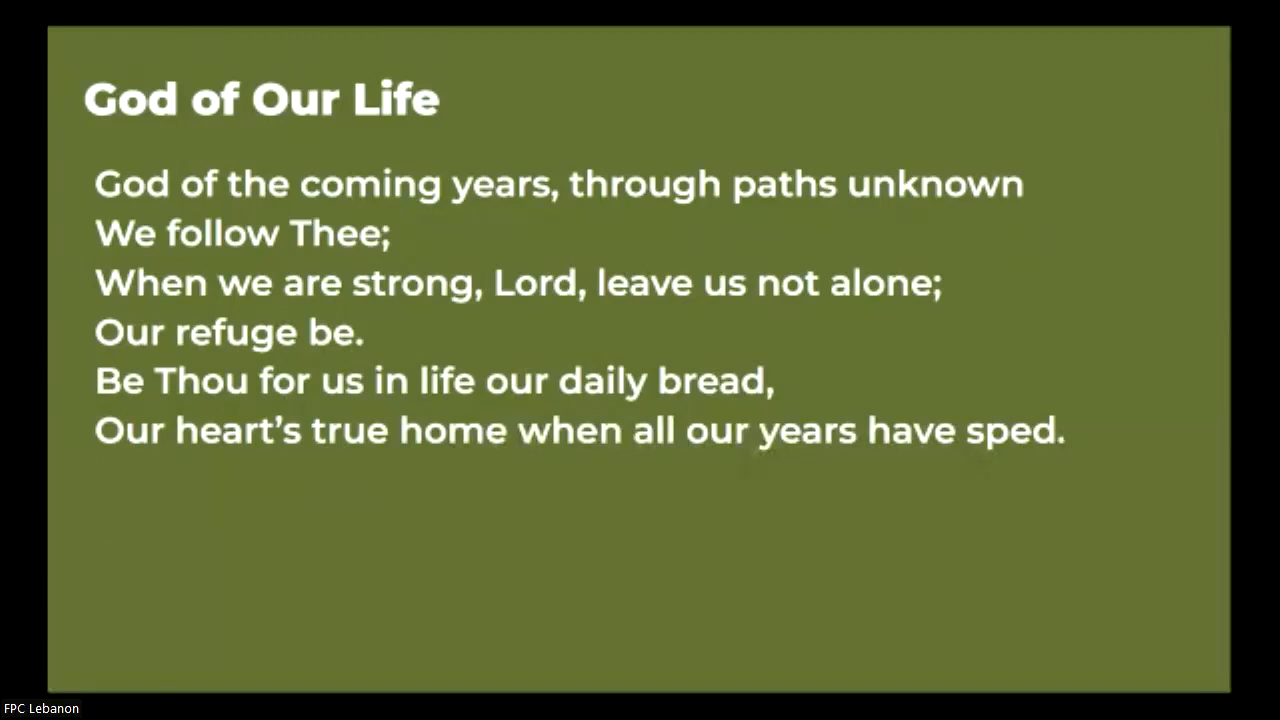 God of Our Life
God of the coming years, through paths unknown
We follow Thee;
When we are strong, Lord, leave us not alone;
Our refuge be.
Be Thou for us in life our daily bread,
Our heart’s true home when all our years have sped.
FPC Lebanon